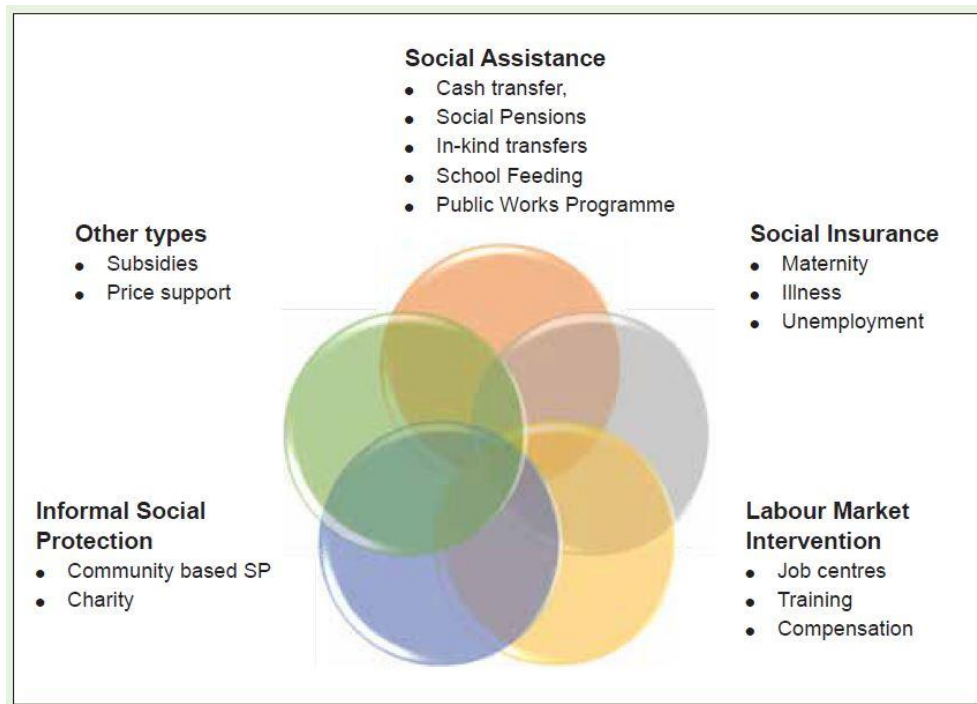 Social Assistance
● Cash transfer,
● Social Pensions
● In-kind transfers
● School Feeding
● Public Works Programme
Other types
● Subsidies
● Price support
Social Insurance
● Maternity
● Illness
● Unemployment
Informal Social
Protection
● Community based SP
● Charity
Labour Market
Intervention
● Job centres
● Training
● Compensation